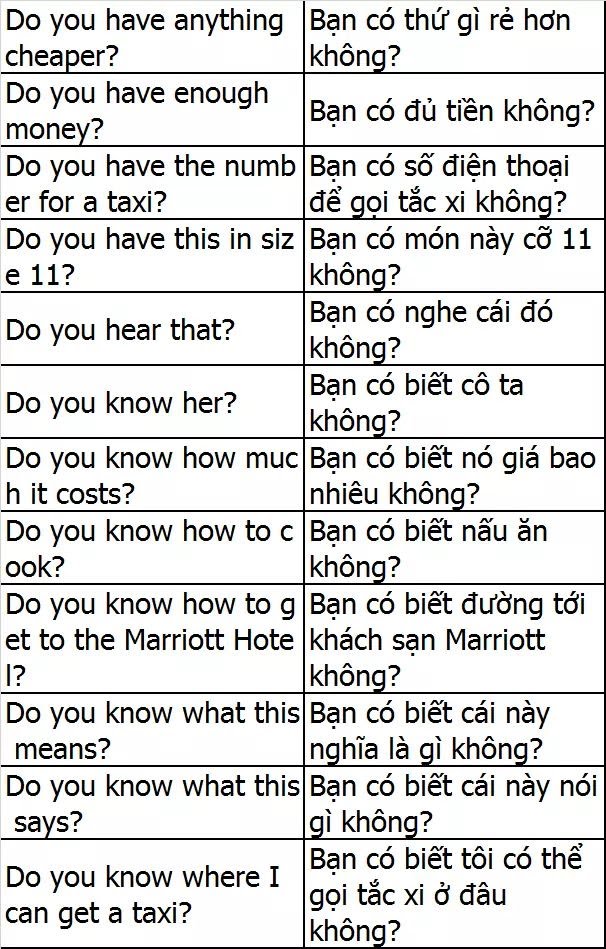 Do you have anything
cheaper?
Bạn có thứ gì rẻ hơn
không?
Do you have enough
money?
Bạn có đủ tiền không?
Do you have the numb
er for a taxi?
Bạn có số điện thoại
để gọi tắc xi không?
Do you have this in siz
e 11?
Bạn có món này cỡ 11
không?
Do you hear that?
Bạn có nghe cái đó
không?
Do you know her?
Bạn có biết cô ta
không?
Do you know how muc
h it costs?
Bạn có biết nó giá bao
nhiêu không?
Do you know how to c
ook?
Bạn có biết nấu ăn
không?
Do you know how to g
et to the Marriott Hote
l?
Bạn có biết đường tới
khách sạn Marriott
không?
Do you know what this
means?
Bạn có biết cái này
nghĩa là gì không?
Do you know what this
says?
Bạn có biết cái này nói
gì không?
Do you know where I
can get a taxi?
Bạn có biết tôi có thể
gọi tắc xi ở đâu
không?